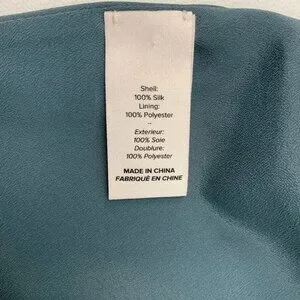 Shell:
100% Silk
Lining:
100% Polyester
--
Exterieur:
100% Soie
Doublure:
100% Polyester
MADE IN CHINA
FABRIQUÉ EN CHINE